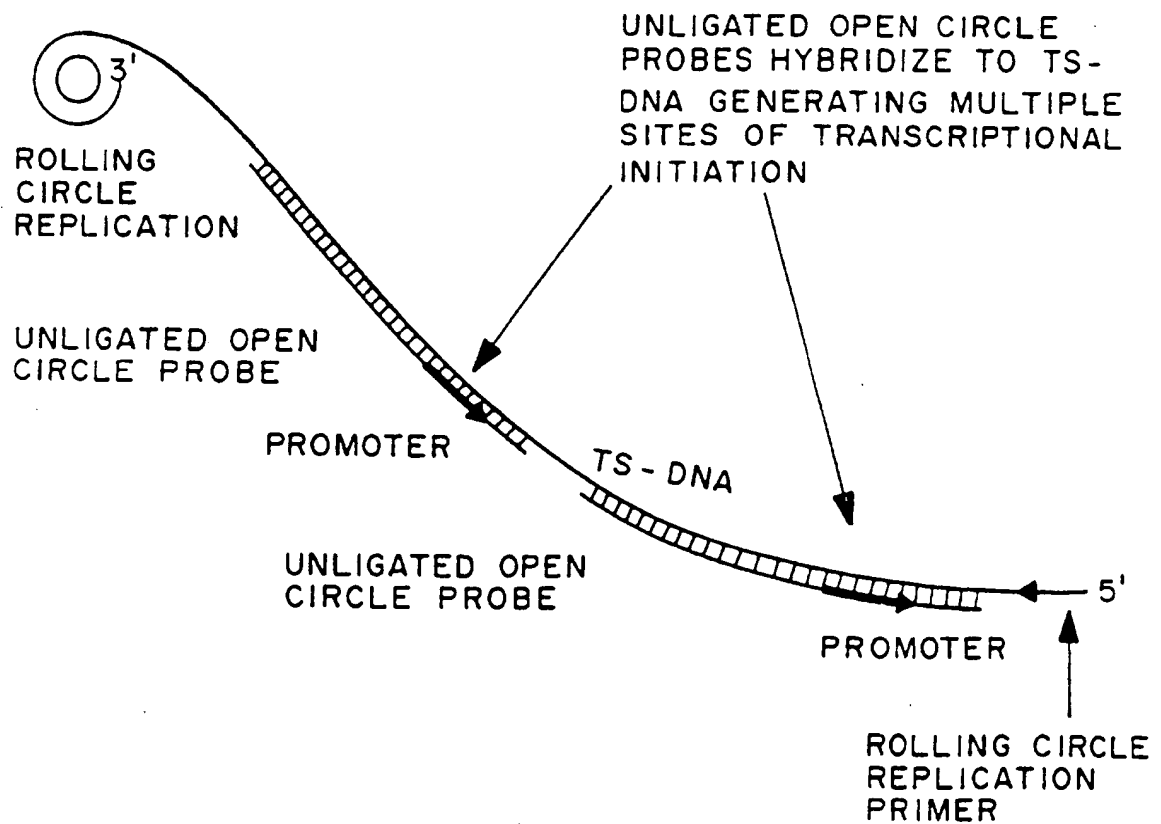 UNLIGATED OPEN CIRCLE
PROBES HYBRIDIZE TO TS-
DNA GENERATING MULTIPLE
SITES OF TRANSCRIPTIONAL
INITIATION
3'
ROLLING
CIRCLE
REPLICATION
UNLIGATED OPEN
CIRCLE PROBE
PROMOTER
TS-DNA
UNLIGATED OPEN
CIRCLE PROBE
5'
PROMOTER
ROLLING CIRCLE
REPLICATION
PRIMER